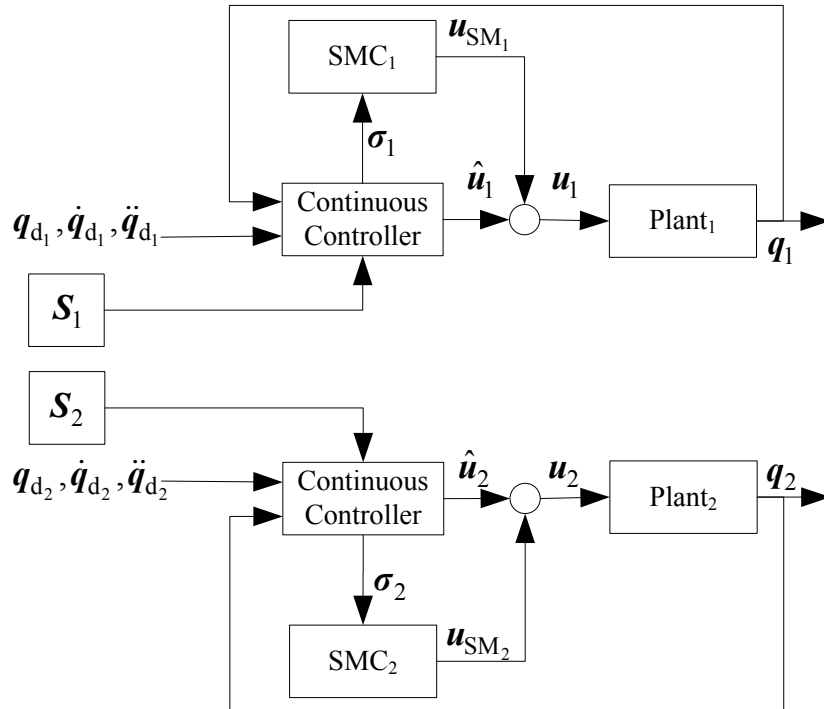 u_SM₁
SMC₁
σ₁
û₁
u₁
Continuous
Controller
Plant₁
q_d₁, q̇_d₁, q̈_d₁
q₁
S₁
S₂
q_d₂, q̇_d₂, q̈_d₂
Continuous
Controller
û₂
u₂
Plant₂
q₂
σ₂
SMC₂
u_SM₂